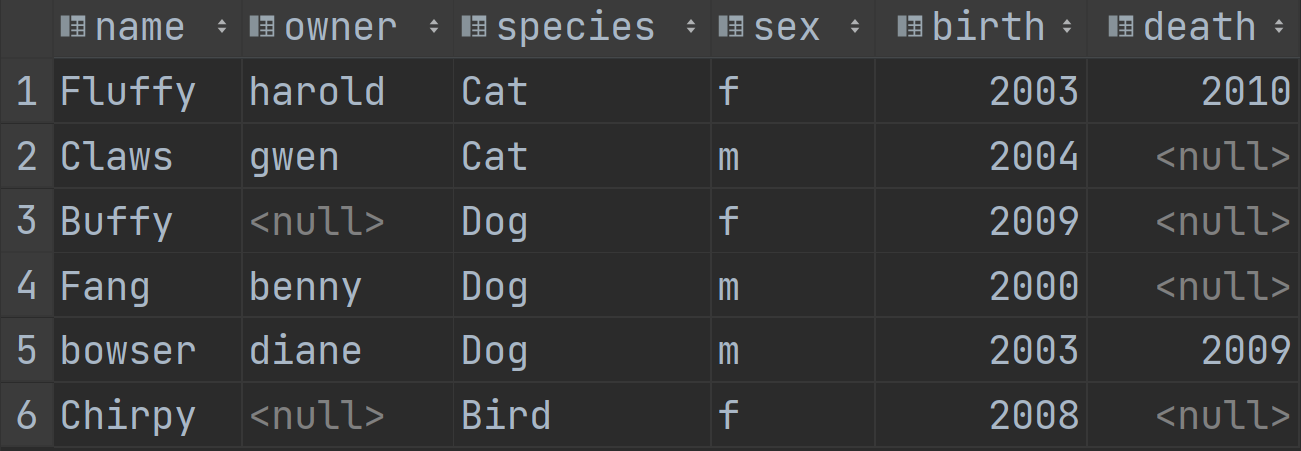 name owner species sex birth death
1 Fluffy harold Cat f 2003 2010
2 Claws gwen Cat m 2004 <null>
3 Buffy <null> Dog f 2009 <null>
4 Fang benny Dog m 2000 <null>
5 bowser diane Dog m 2003 2009
6 Chirpy <null> Bird f 2008 <null>